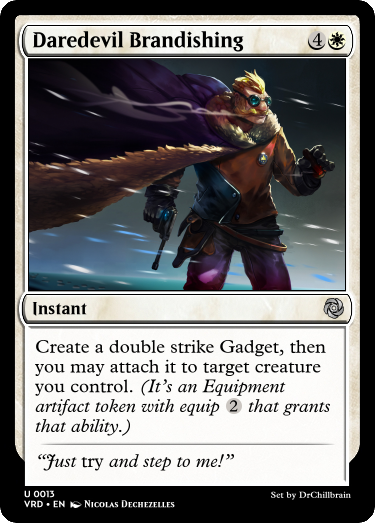 Daredevil Brandishing 4
Instant
Create a double strike Gadget, then
you may attach it to target creature
you control. (It's an Equipment
artifact token with equip 2 that grants
that ability.)
“Just try and step to me!”
U 0013
VRD • EN Nicolas Dechezelles
Set by DrChillbrain